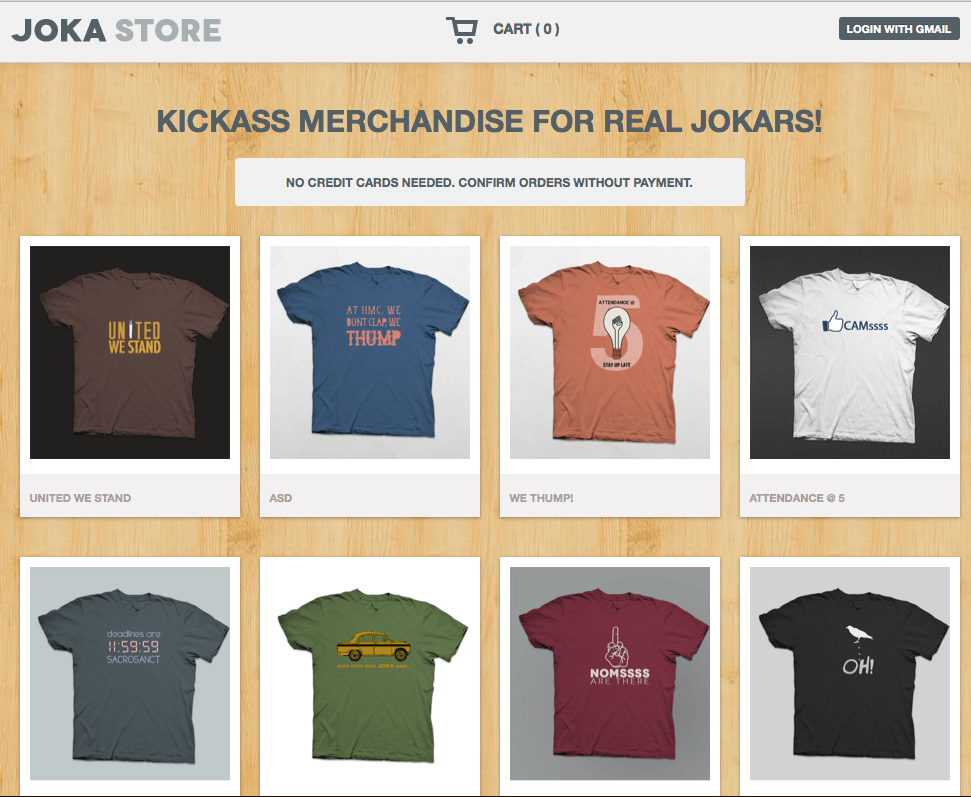 JOKA STORE
CART ( 0 )
LOGIN WITH GMAIL
KICKASS MERCHANDISE FOR REAL JOKARS!
NO CREDIT CARDS NEEDED. CONFIRM ORDERS WITHOUT PAYMENT.
UNITED
WE STAND
AT IIMC, WE
DONT CLAP, WE
THUMP
ATTENDANCE @
5
STAY UP LATE
CAMssss
UNITED WE STAND
ASD
WE THUMP!
ATTENDANCE @ 5
deadlines are
11:59:59
SACROSANCT
JOKA
NOMSSSS
ARE THERE
OH!